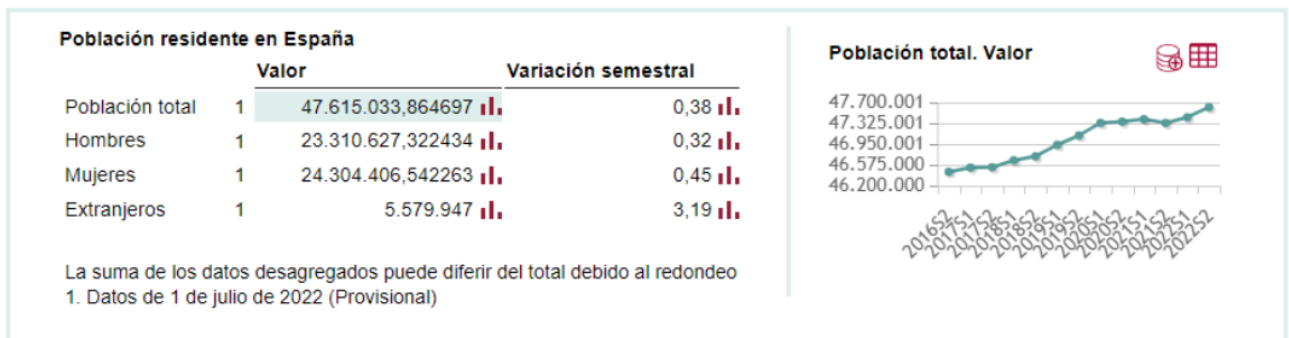 Población residente en España
Valor Variación semestral
Población total 1 47.615.033,864697 0,38
Hombres 1 23.310.627,322434 0,32
Mujeres 1 24.304.406,542263 0,45
Extranjeros 1 5.579.947 3,19
La suma de los datos desagregados puede diferir del total debido al redondeo
1. Datos de 1 de julio de 2022 (Provisional)
Población total. Valor
47.700.001
47.325.001
46.950.001
46.575.000
46.200.000
2016S2
2017S1
2017S2
2018S1
2018S2
2019S1
2019S2
2020S1
2020S2
2021S1
2021S2
2022S1
2022S2